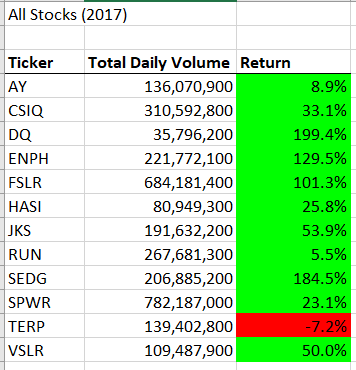 All Stocks (2017)
Ticker Total Daily Volume Return
AY 136,070,900 8.9%
CSIQ 310,592,800 33.1%
DQ 35,796,200 199.4%
ENPH 221,772,100 129.5%
FSLR 684,181,400 101.3%
HASI 80,949,300 25.8%
JKS 191,632,200 53.9%
RUN 267,681,300 5.5%
SEDG 206,885,200 184.5%
SPWR 782,187,000 23.1%
TERP 139,402,800 -7.2%
VSLR 109,487,900 50.0%